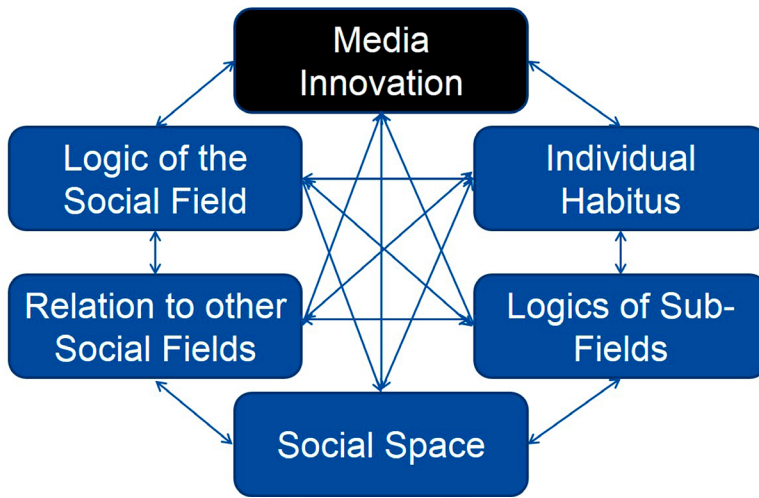 Media
Innovation
Logic of the
Social Field
Individual
Habitus
Relation to other
Social Fields
Logics of Sub-
Fields
Social Space